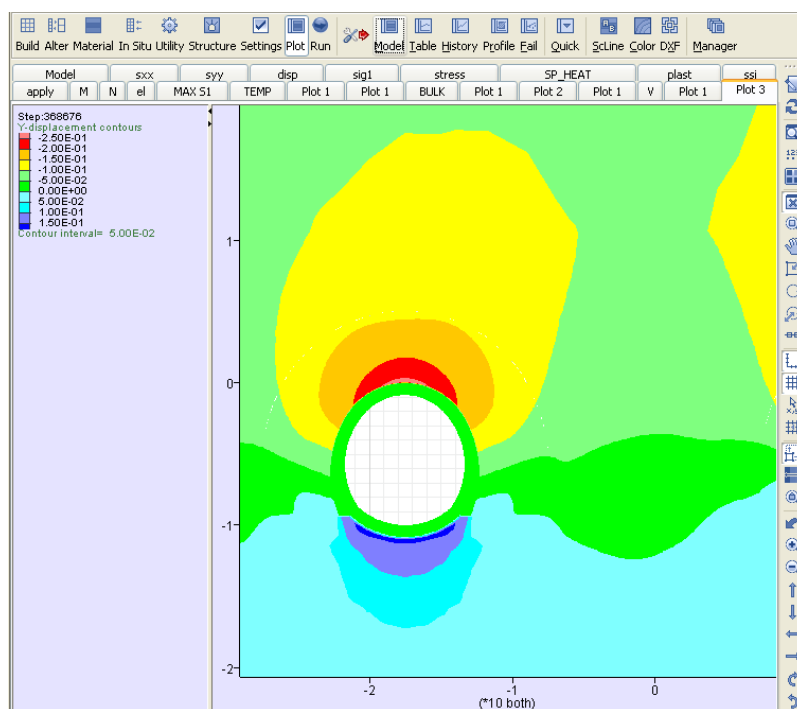 Build Alter Material In Situ Utility Structure Settings Plot Run Model Table History Profile Fail Quick ScLine Color DXF Manager
Model sxx syy disp sig1 stress SP_HEAT plast ssi
apply M N el MAX S1 TEMP Plot 1 Plot 1 BULK Plot 1 Plot 2 Plot 1 V Plot 1 Plot 3
Step:368676
Y-displacement contours
-2.50E-01
-2.00E-01
-1.50E-01
-1.00E-01
-5.00E-02
0.00E+00
5.00E-02
1.00E-01
1.50E-01
Contour interval= 5.00E-02
1
0
-1
-2
-2 -1 0
(*10 both)